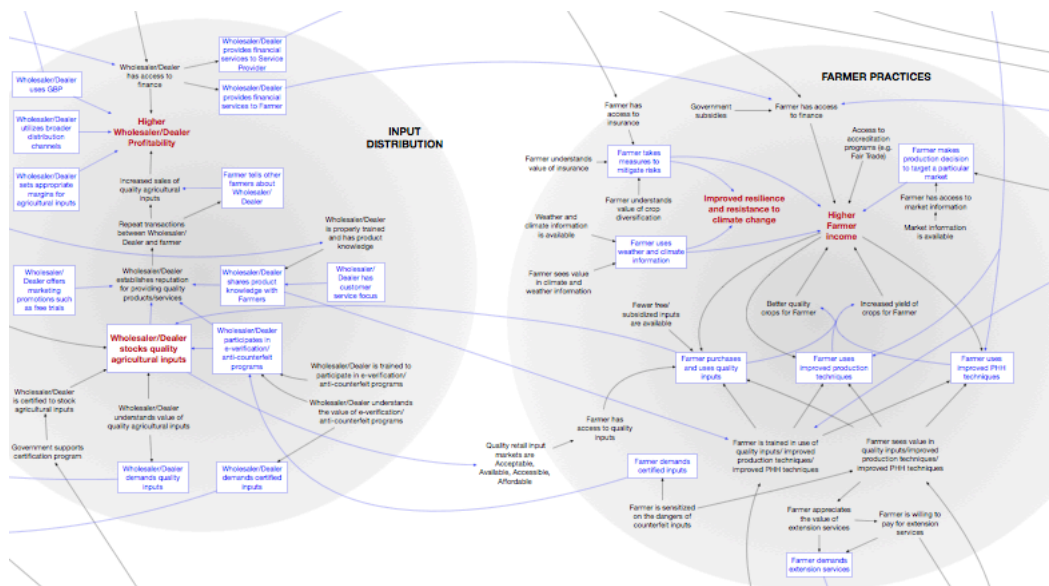 Wholesaler/Dealer
provides financial
services to Service
Provider
Wholesaler/Dealer
has access to
finance
Wholesaler/Dealer
uses GBP
Wholesaler/Dealer
provides financial
services to Farmer
Higher
Wholesaler/Dealer
Profitability
Wholesaler/Dealer
utilizes broader
distribution
channels
INPUT
DISTRIBUTION
Wholesaler/Dealer
sets appropriate
margins for
agricultural inputs
Increased sales of
quality agricultural
inputs
Farmer tells other
farmers about
Wholesaler/
Dealer
Repeat transactions
between Wholesaler/
Dealer and farmer
Wholesaler/Dealer
is properly trained
and has product
knowledge
Wholesaler/
Dealer offers
marketing
promotions such
as free trials
Wholesaler/Dealer
establishes reputation
for providing quality
products/services
Wholesaler/Dealer
shares product
knowledge with
Farmers
Wholesaler/
Dealer has
customer
service focus
Wholesaler/Dealer
stocks quality
agricultural inputs
Wholesaler/Dealer
participates in
e-verification/
anti-counterfeit
programs
Wholesaler/Dealer is trained to
participate in e-verification/
anti-counterfeit programs
Wholesaler/Dealer
is certified to stock
agricultural inputs
Wholesaler/Dealer
understands value of
quality agricultural inputs
Wholesaler/Dealer understands
the value of e-verification/
anti-counterfeit programs
Government supports
certification program
Wholesaler/Dealer
demands quality
inputs
Wholesaler/Dealer
demands certified inputs
Quality retail input
markets are
Acceptable,
Available, Accessible,
Affordable
FARMER PRACTICES
Farmer has
access to
insurance
Government
subsidies
Farmer has access
to finance
Farmer understands
value of insurance
Farmer takes
measures to
mitigate risks
Access to
accreditation
programs (e.g.
Fair Trade)
Farmer makes
production decision
to target a particular
market
Farmer understands
value of crop
diversification
Improved resilience
and resistance to
climate change
Higher
Farmer
income
Farmer has access to
market information
Market information
is available
Weather and
climate information
is available
Farmer uses
weather and climate
information
Farmer sees value
in climate and
weather information
Fewer free/
subsidized inputs
are available
Better quality
crops for Farmer
Increased yield of
crops for Farmer
Farmer purchases
and uses quality
inputs
Farmer uses
improved production
techniques
Farmer uses
improved PHH
techniques
Farmer has
access to quality
inputs
Farmer is trained in use of
quality inputs/ improved
production techniques/
improved PHH techniques
Farmer sees value in
quality inputs/improved
production techniques/
improved PHH techniques
Farmer demands
certified inputs
Farmer is sensitized
on the dangers of
counterfeit inputs
Farmer appreciates
the value of
extension services
Farmer is willing to
pay for extension
services
Farmer demands
extension services